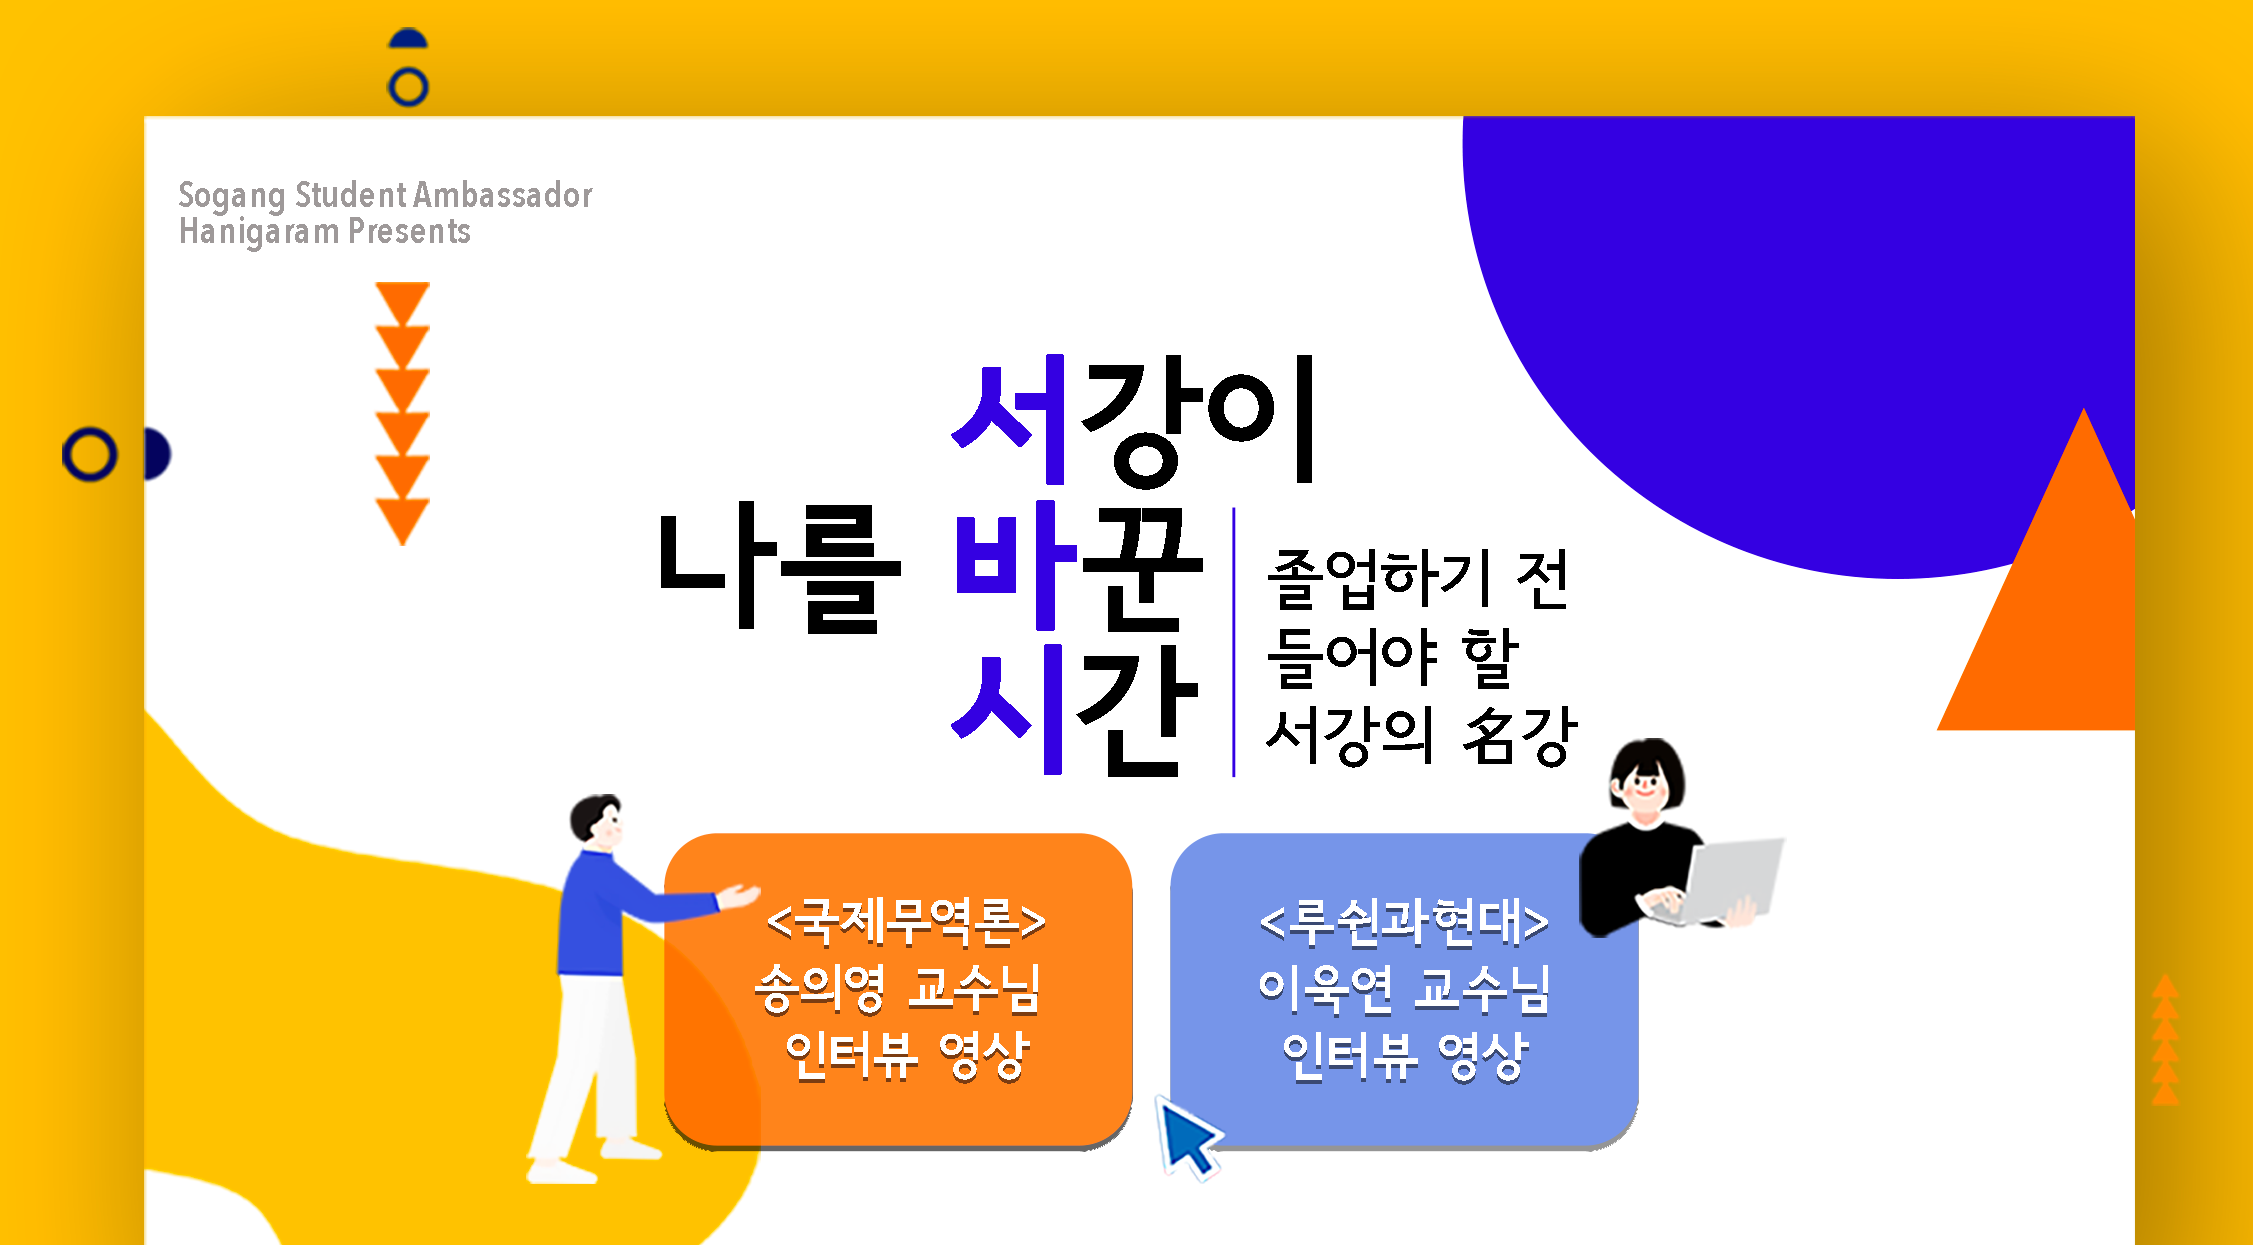 Sogang Student Ambassador
Hanigaram Presents
서강이
나를 바꾼
시간
졸업하기 전
들어야 할
서강의 名강
<국제무역론>
송의영 교수님
인터뷰 영상
<루쉰과현대>
이욱연 교수님
인터뷰 영상